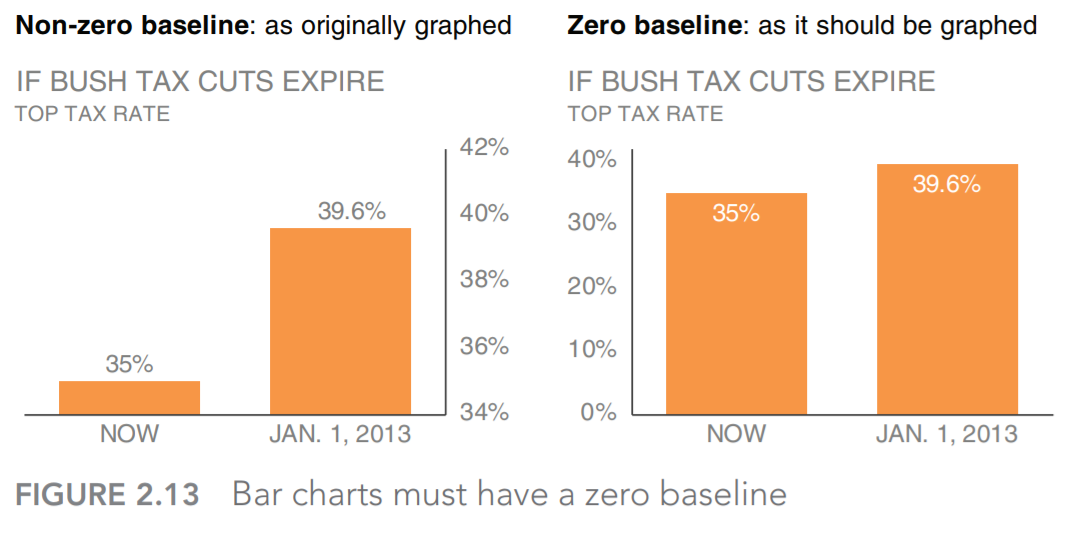 Non-zero baseline: as originally graphed
IF BUSH TAX CUTS EXPIRE
TOP TAX RATE
42%
40%
38%
36%
34%
35%
39.6%
NOW
JAN. 1, 2013
Zero baseline: as it should be graphed
IF BUSH TAX CUTS EXPIRE
TOP TAX RATE
40%
30%
20%
10%
0%
35%
39.6%
NOW
JAN. 1, 2013
FIGURE 2.13 Bar charts must have a zero baseline